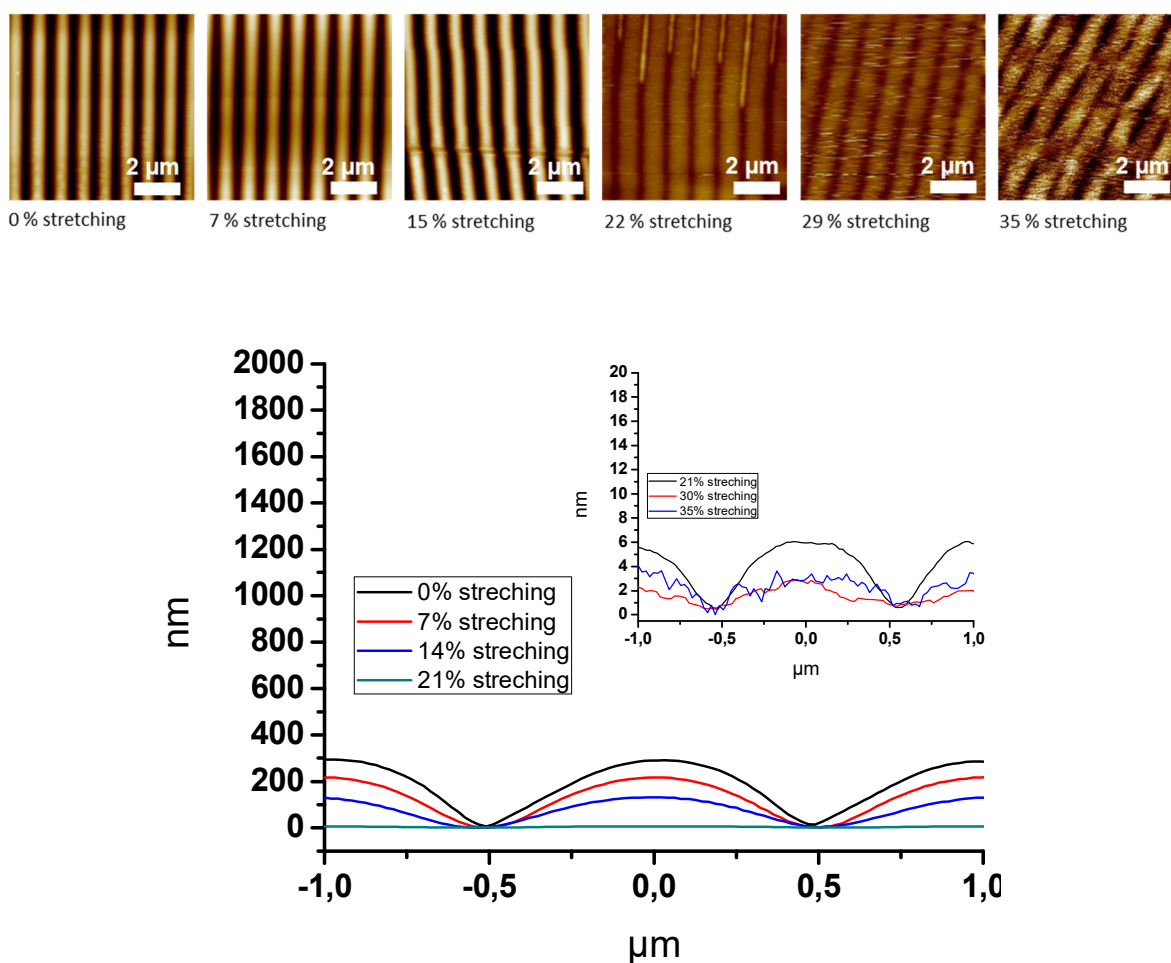 2 µm 2 µm 2 µm 2 µm 2 µm 2 µm
0 % stretching 7 % stretching 15 % stretching 22 % stretching 29 % stretching 35 % stretching
2000
1800
1600
1400
1200
1000
800
600
400
200
0
nm
-1,0 -0,5 0,0 0,5 1,0
µm
0% streching
7% streching
14% streching
21% streching
20
18
16
14
12
10
8
6
4
2
0
nm
-1,0 -0,5 0,0 0,5 1,0
µm
21% streching
30% streching
35% streching